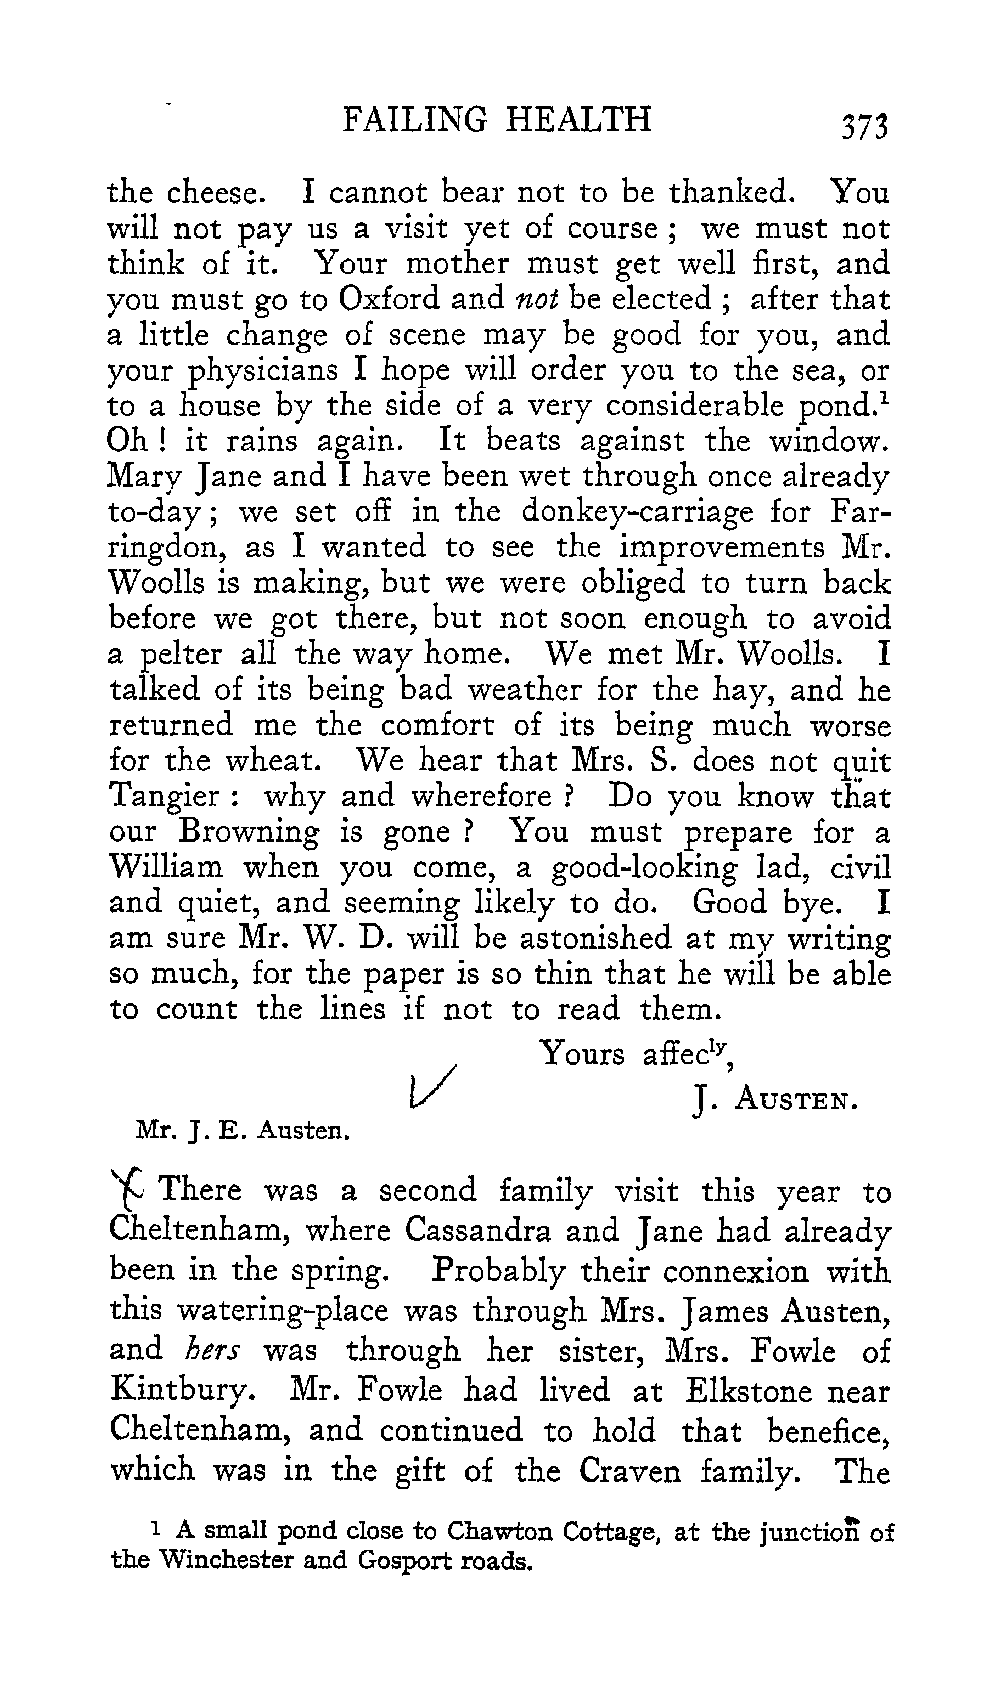 FAILING HEALTH 373
the cheese. I cannot bear not to be thanked. You
will not pay us a visit yet of course ; we must not
think of it. Your mother must get well first, and
you must go to Oxford and not be elected ; after that
a little change of scene may be good for you, and
your physicians I hope will order you to the sea, or
to a house by the side of a very considerable pond.¹
Oh ! it rains again. It beats against the window.
Mary Jane and I have been wet through once already
to-day ; we set off in the donkey-carriage for Far-
ringdon, as I wanted to see the improvements Mr.
Woolls is making, but we were obliged to turn back
before we got there, but not soon enough to avoid
a pelter all the way home. We met Mr. Woolls. I
talked of its being bad weather for the hay, and he
returned me the comfort of its being much worse
for the wheat. We hear that Mrs. S. does not quit
Tangier : why and wherefore ? Do you know that
our Browning is gone ? You must prepare for a
William when you come, a good-looking lad, civil
and quiet, and seeming likely to do. Good bye. I
am sure Mr. W. D. will be astonished at my writing
so much, for the paper is so thin that he will be able
to count the lines if not to read them.
Yours affecˡʸ,
J. AUSTEN.
Mr. J. E. Austen.
There was a second family visit this year to
Cheltenham, where Cassandra and Jane had already
been in the spring. Probably their connexion with
this watering-place was through Mrs. James Austen,
and hers was through her sister, Mrs. Fowle of
Kintbury. Mr. Fowle had lived at Elkstone near
Cheltenham, and continued to hold that benefice,
which was in the gift of the Craven family. The
1 A small pond close to Chawton Cottage, at the junction of
the Winchester and Gosport roads.